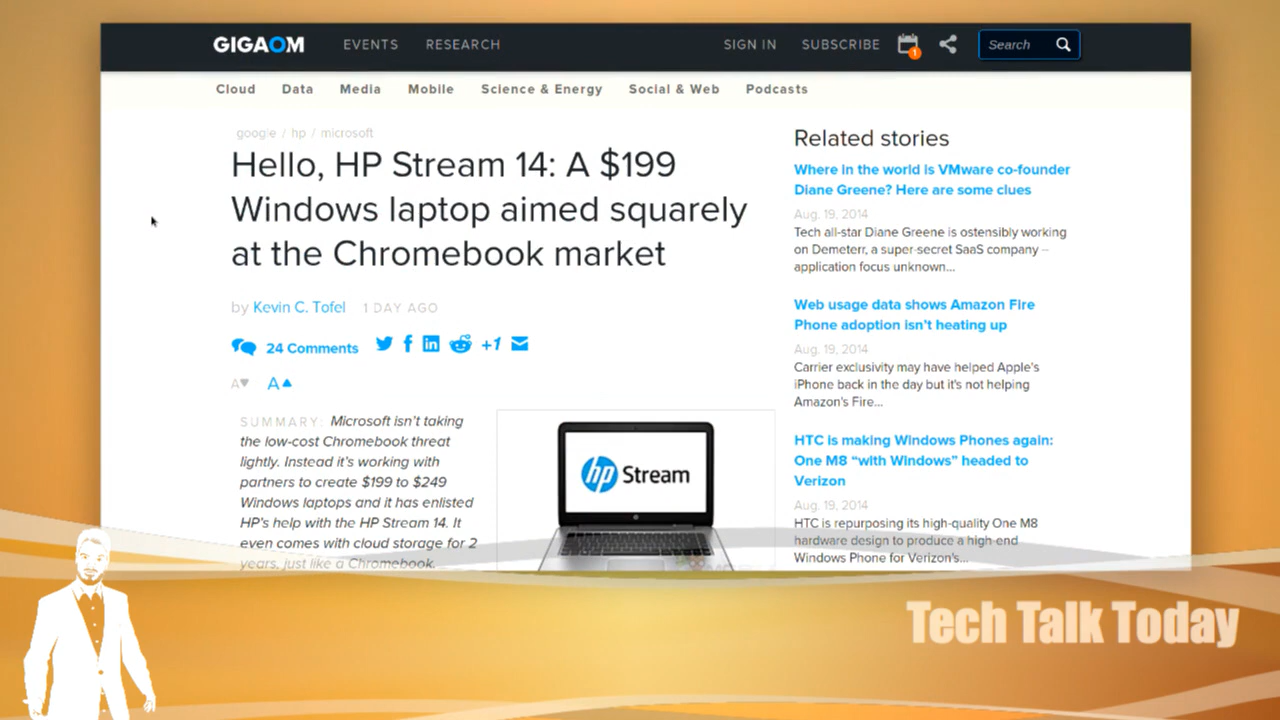 GIGAOM EVENTS RESEARCH SIGN IN SUBSCRIBE 1 Search
Cloud Data Media Mobile Science & Energy Social & Web Podcasts
google / hp / microsoft
Hello, HP Stream 14: A $199
Windows laptop aimed squarely
at the Chromebook market
by Kevin C. Tofel 1 DAY AGO
24 Comments +1
A A
SUMMARY: Microsoft isn't taking
the low-cost Chromebook threat
lightly. Instead it's working with
partners to create $199 to $249
Windows laptops and it has enlisted
HP's help with the HP Stream 14. It
even comes with cloud storage for 2
years, just like a Chromebook.
hp Stream
Related stories
Where in the world is VMware co-founder
Diane Greene? Here are some clues
Aug. 19, 2014
Tech all-star Diane Greene is ostensibly working
on Demeterr, a super-secret SaaS company –
application focus unknown...
Web usage data shows Amazon Fire
Phone adoption isn't heating up
Aug. 19, 2014
Carrier exclusivity may have helped Apple's
iPhone back in the day but it's not helping
Amazon's Fire...
HTC is making Windows Phones again:
One M8 “with Windows” headed to
Verizon
Aug. 19, 2014
HTC is repurposing its high-quality One M8
hardware design to produce a high-end
Windows Phone for Verizon's...
Tech Talk Today